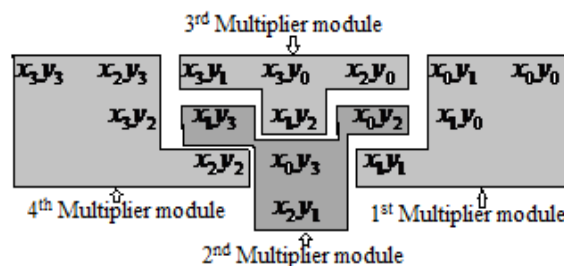 3rd Multiplier module
x3y3 x2y3 x3y1 x3y0 x2y0 x0y1 x0y0
x3y2 x1y3 x1y2 x0y2 x1y0
x2y2 x0y3 x1y1
4th Multiplier module x2y1 1st Multiplier module
2nd Multiplier module